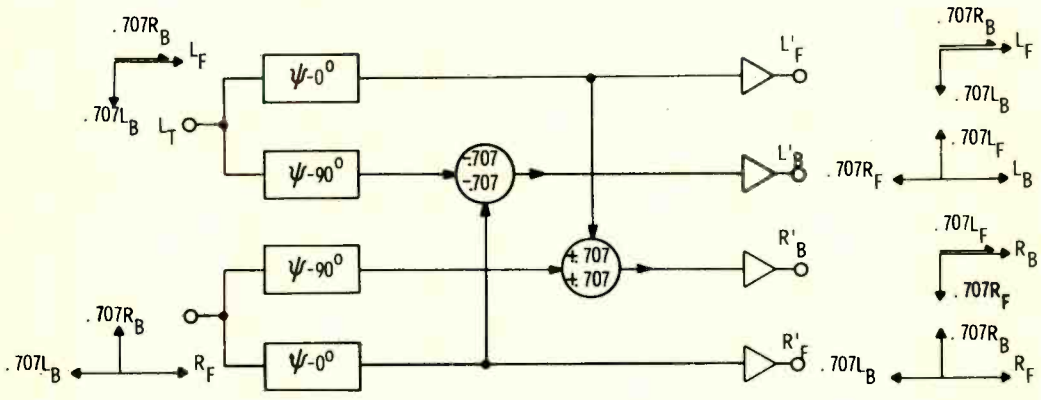 .707R_B
L_F
.707L_B
L_T
ψ-0°
ψ-90°
-.707
-.707
ψ-90°
+.707
+.707
ψ-0°
.707R_B
.707L_B
R_F
L'_F
L'_B
R'_B
R'_F
.707R_B
L_F
.707L_B
.707L_F
.707R_F
L_B
.707L_F
R_B
.707R_F
.707R_B
.707L_B
R_F